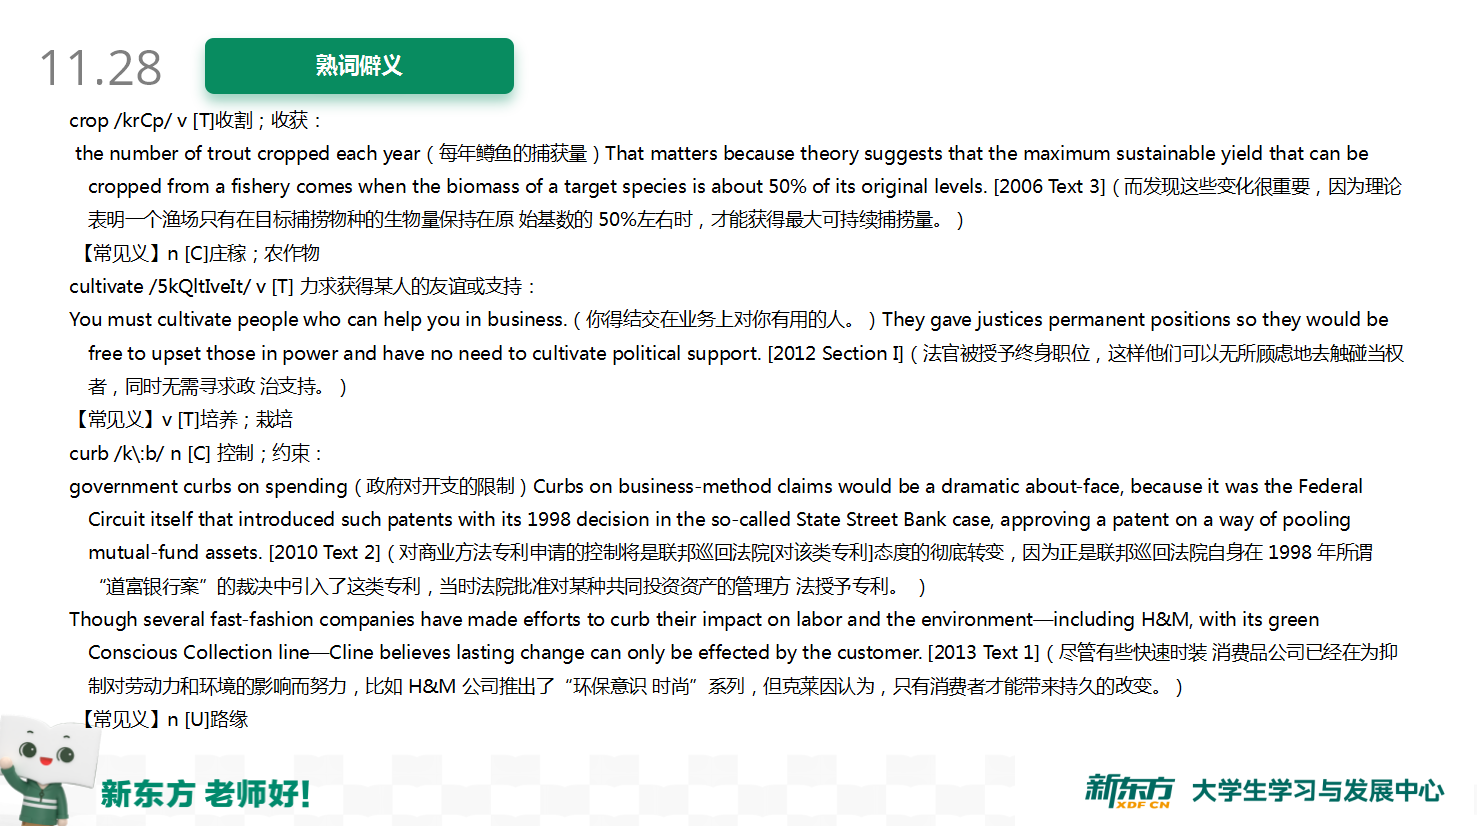 11.28
熟词僻义
crop /krCp/ v [T]收割；收获：
the number of trout cropped each year（每年鳟鱼的捕获量）That matters because theory suggests that the maximum sustainable yield that can be
cropped from a fishery comes when the biomass of a target species is about 50% of its original levels. [2006 Text 3]（而发现这些变化很重要，因为理论
表明一个渔场只有在目标捕捞物种的生物量保持在原 始基数的 50%左右时，才能获得最大可持续捕捞量。）
【常见义】n [C]庄稼；农作物
cultivate /5kQltIveIt/ v [T] 力求获得某人的友谊或支持：
You must cultivate people who can help you in business.（你得结交在业务上对你有用的人。）They gave justices permanent positions so they would be
free to upset those in power and have no need to cultivate political support. [2012 Section I]（法官被授予终身职位，这样他们可以无所顾虑地去触碰当权
者，同时无需寻求政 治支持。）
【常见义】v [T]培养；栽培
curb /k\:b/ n [C] 控制；约束：
government curbs on spending（政府对开支的限制）Curbs on business-method claims would be a dramatic about-face, because it was the Federal
Circuit itself that introduced such patents with its 1998 decision in the so-called State Street Bank case, approving a patent on a way of pooling
mutual-fund assets. [2010 Text 2]（对商业方法专利申请的控制将是联邦巡回法院[对该类专利]态度的彻底转变，因为正是联邦巡回法院自身在 1998 年所谓
“道富银行案”的裁决中引入了这类专利，当时法院批准对某种共同投资资产的管理方 法授予专利。 ）
Though several fast-fashion companies have made efforts to curb their impact on labor and the environment—including H&M, with its green
Conscious Collection line—Cline believes lasting change can only be effected by the customer. [2013 Text 1]（尽管有些快速时装 消费品公司已经在为抑
制对劳动力和环境的影响而努力，比如 H&M 公司推出了“环保意识 时尚”系列，但克莱因认为，只有消费者才能带来持久的改变。）
【常见义】n [U]路缘
新东方 老师好！
新东方 XDF.CN 大学生学习与发展中心